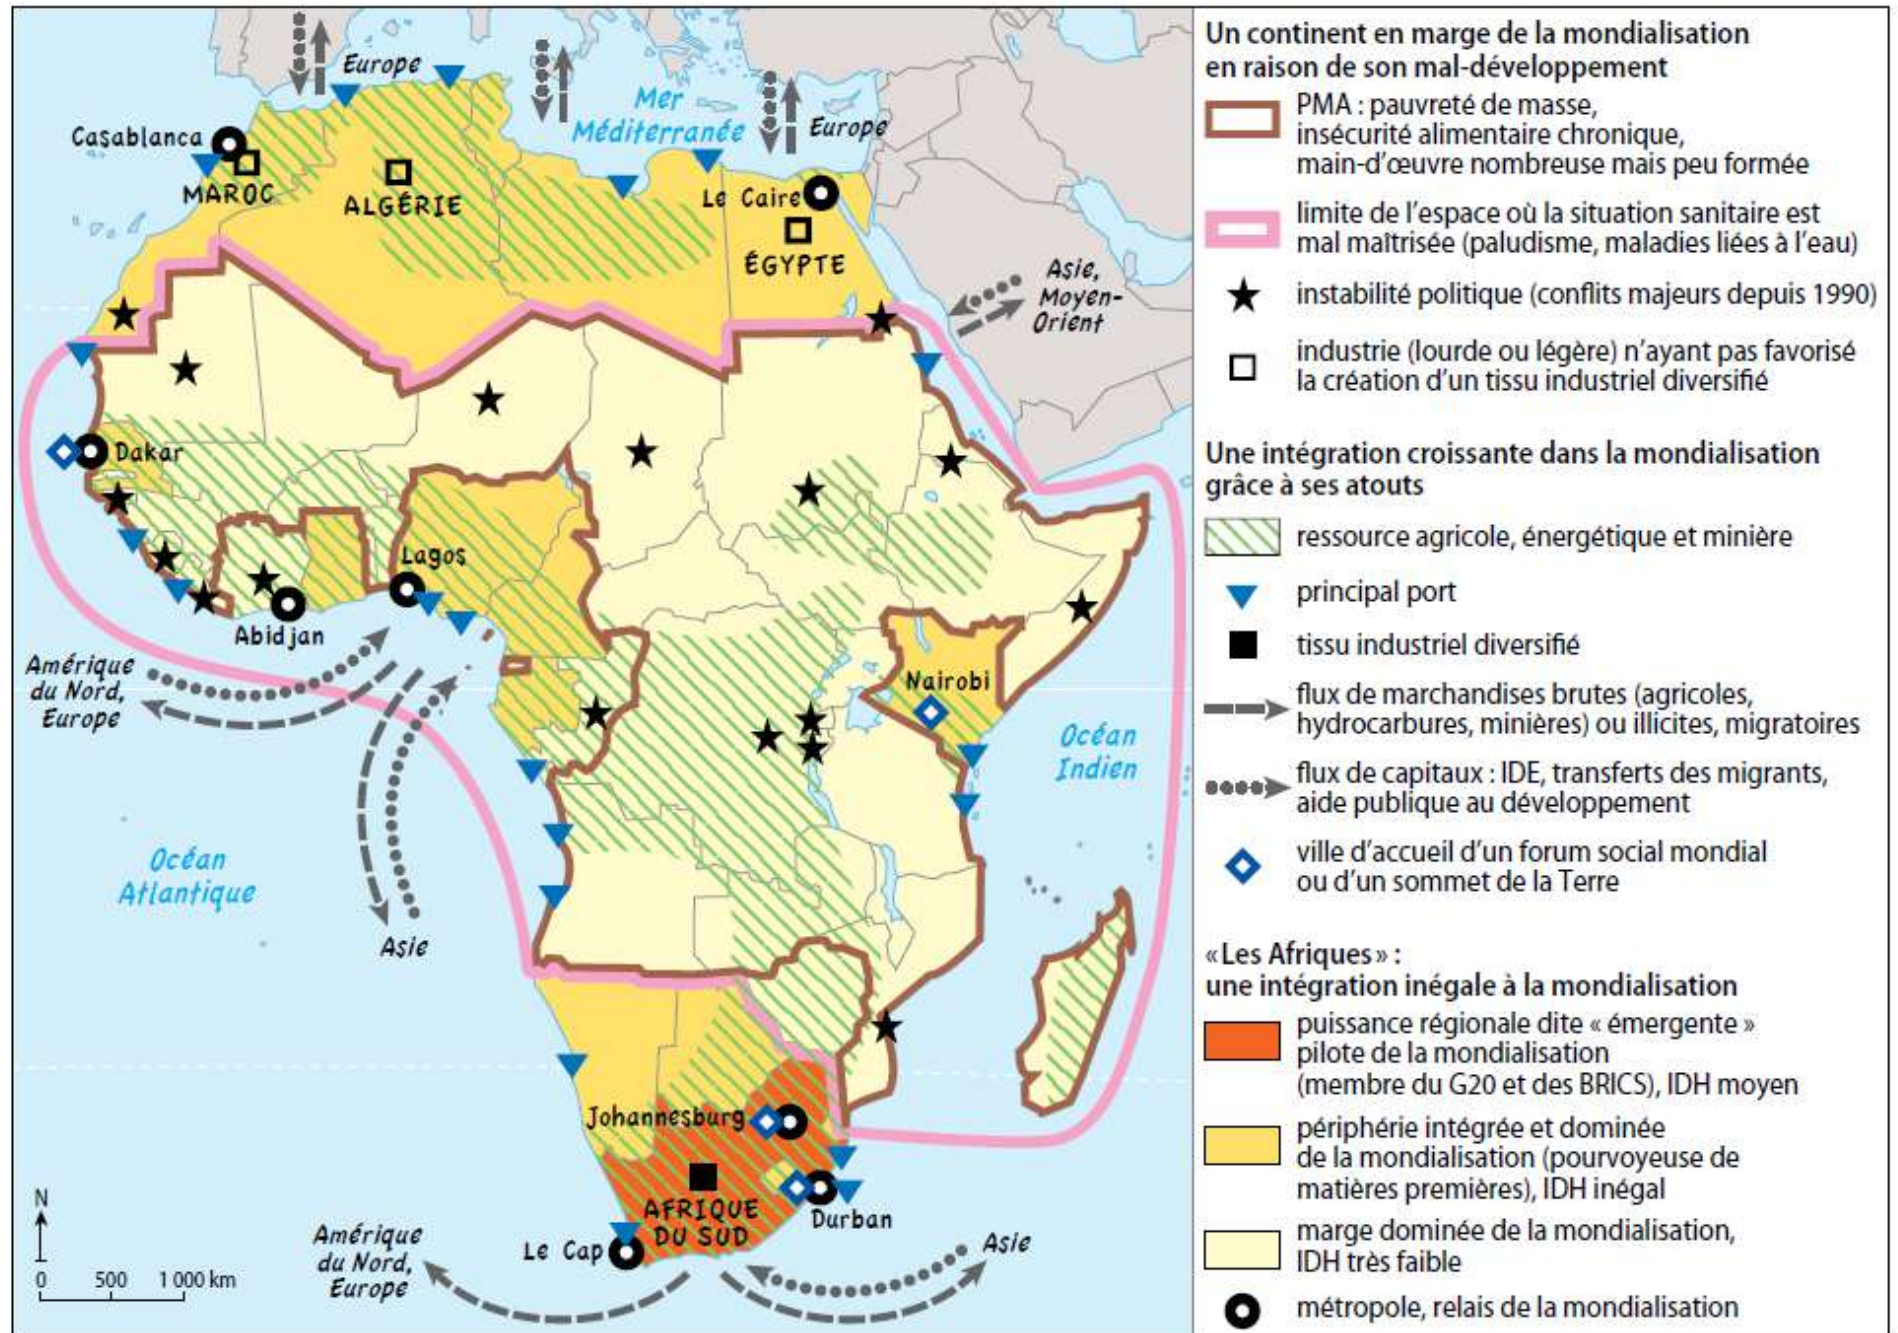 Europe
Mer
Méditerranée
Europe
Casablanca
MAROC
ALGÉRIE
Le Caire
ÉGYPTE
Asie,
Moyen-
Orient
Dakar
Lagos
Abidjan
Amérique
du Nord,
Europe
Nairobi
Océan
Indien
Océan
Atlantique
Asie
Johannesburg
AFRIQUE
DU SUD
Durban
Le Cap
Amérique
du Nord,
Europe
Asie
N
0 500 1 000 km
Un continent en marge de la mondialisation
en raison de son mal-développement
PMA : pauvreté de masse,
insécurité alimentaire chronique,
main-d'œuvre nombreuse mais peu formée
limite de l'espace où la situation sanitaire est
mal maîtrisée (paludisme, maladies liées à l'eau)
instabilité politique (conflits majeurs depuis 1990)
industrie (lourde ou légère) n'ayant pas favorisé
la création d'un tissu industriel diversifié
Une intégration croissante dans la mondialisation
grâce à ses atouts
ressource agricole, énergétique et minière
principal port
tissu industriel diversifié
flux de marchandises brutes (agricoles,
hydrocarbures, minières) ou illicites, migratoires
flux de capitaux : IDE, transferts des migrants,
aide publique au développement
ville d'accueil d'un forum social mondial
ou d'un sommet de la Terre
« Les Afriques » :
une intégration inégale à la mondialisation
puissance régionale dite « émergente »
pilote de la mondialisation
(membre du G20 et des BRICS), IDH moyen
périphérie intégrée et dominée
de la mondialisation (pourvoyeuse de
matières premières), IDH inégal
marge dominée de la mondialisation,
IDH très faible
métropole, relais de la mondialisation